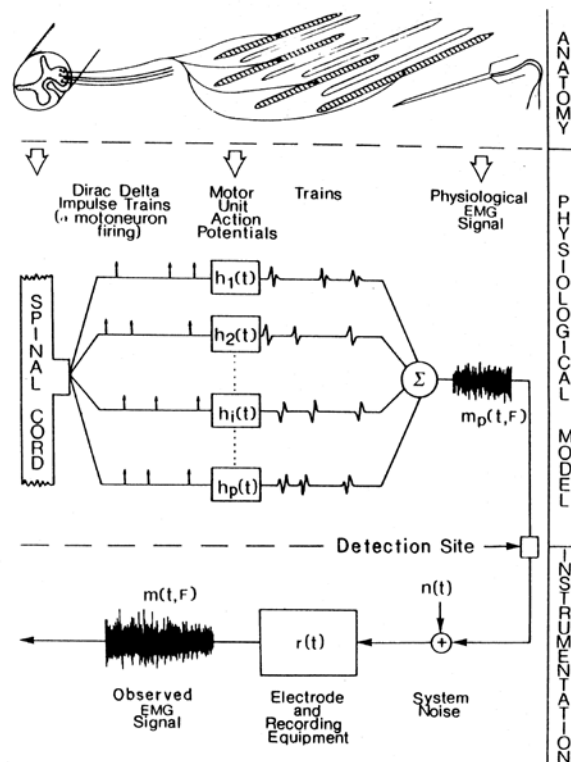 ANATOMY
Dirac Delta
Impulse Trains
motoneuron
firing)
Motor
Unit
Action
Potentials
Trains
Physiological
EMG
Signal
SPINAL CORD
h₁(t)
h₂(t)
hᵢ(t)
hₚ(t)
Σ
mₚ(t,F)
PHYSIOLOGICAL MODEL
Detection Site
m(t,F)
r(t)
n(t)
+
Observed
EMG
Signal
Electrode
and
Recording
Equipment
System
Noise
INSTRUMENTATION